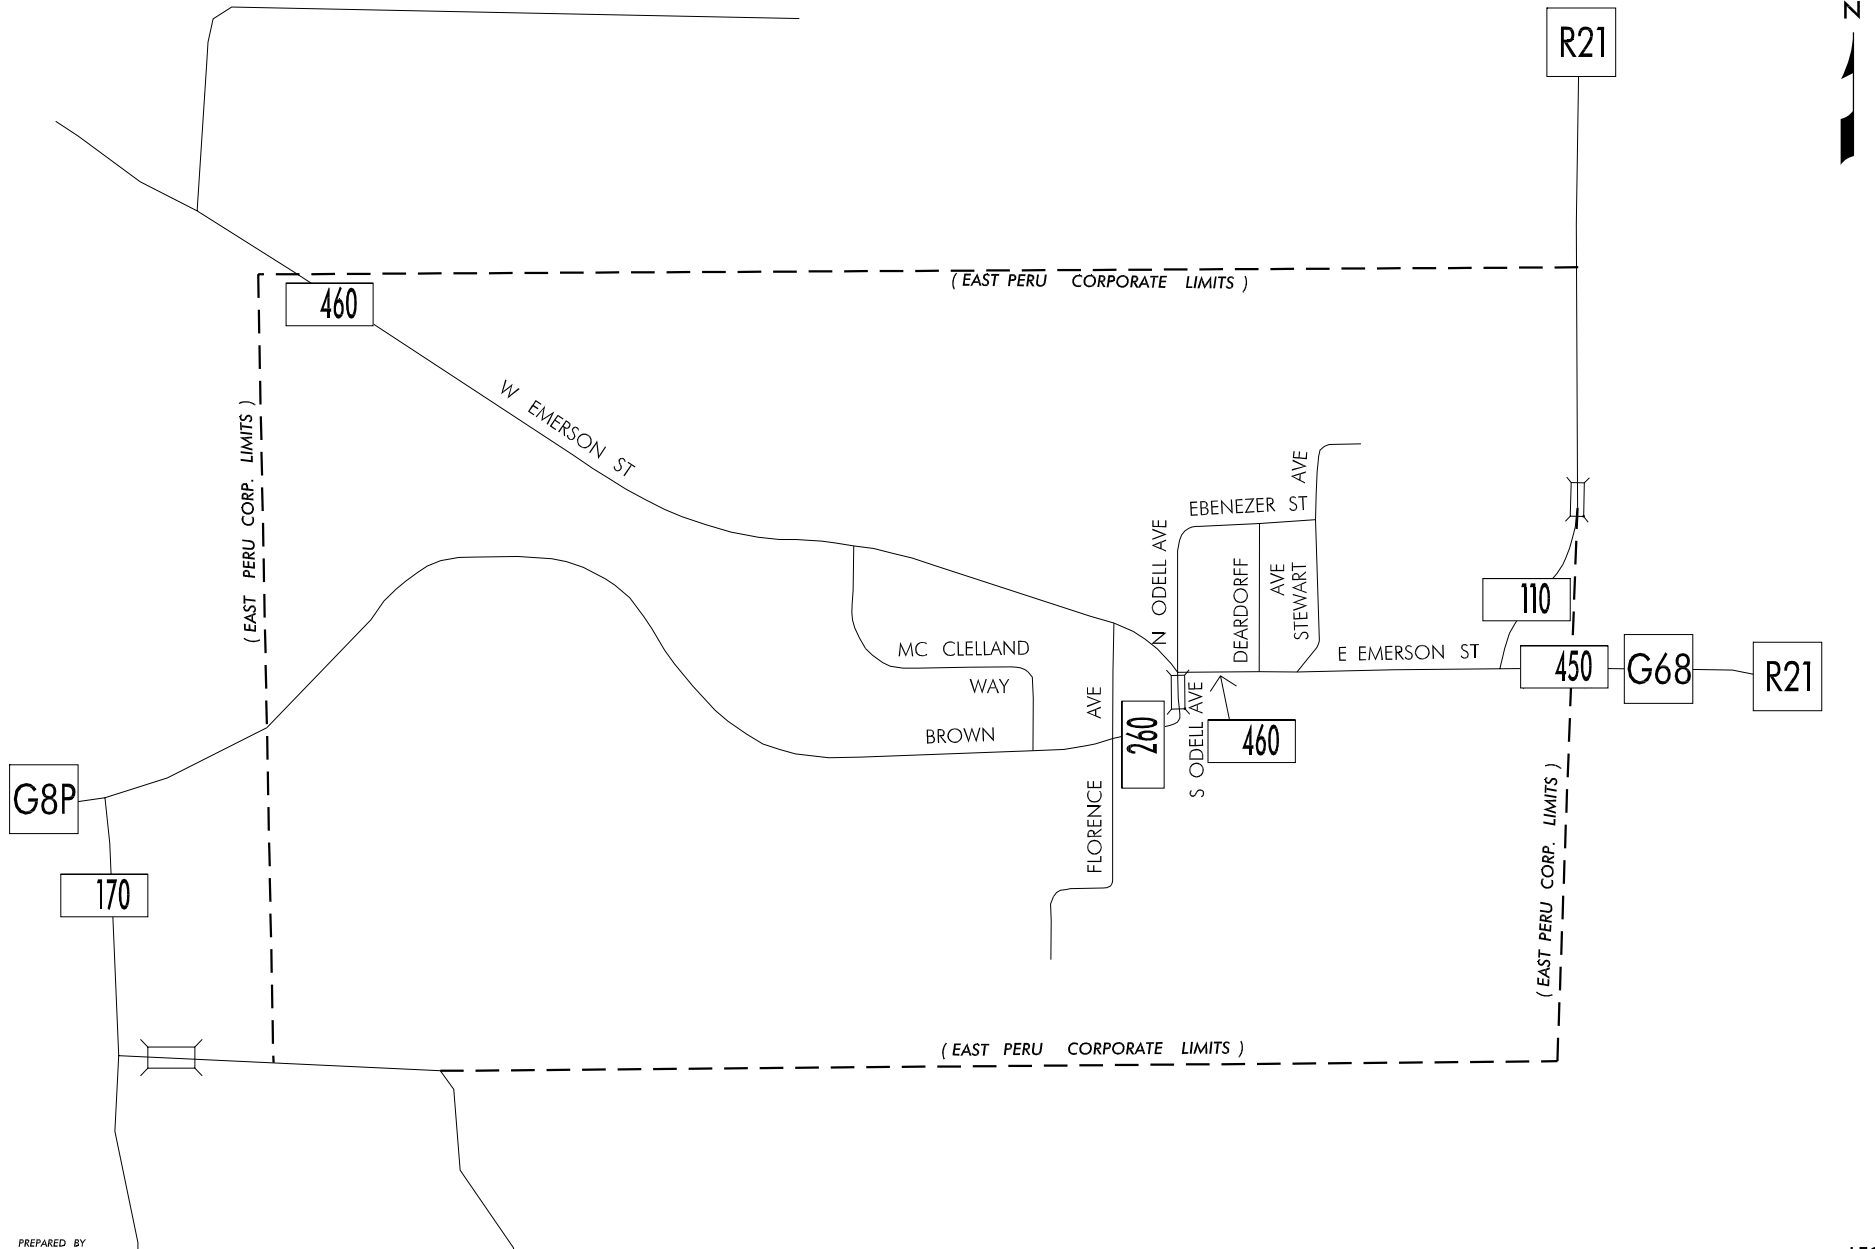 N
R21
( EAST PERU CORPORATE LIMITS )
460
W EMERSON ST
( EAST PERU CORP. LIMITS )
EBENEZER ST
AVE
N ODELL AVE
DEARDORFF
AVE
STEWART
110
MC CLELLAND
WAY
E EMERSON ST
450
G68
R21
AVE
FLORENCE
BROWN
260
S ODELL AVE
460
G8P
170
( EAST PERU CORP. LIMITS )
( EAST PERU CORPORATE LIMITS )
PREPARED BY